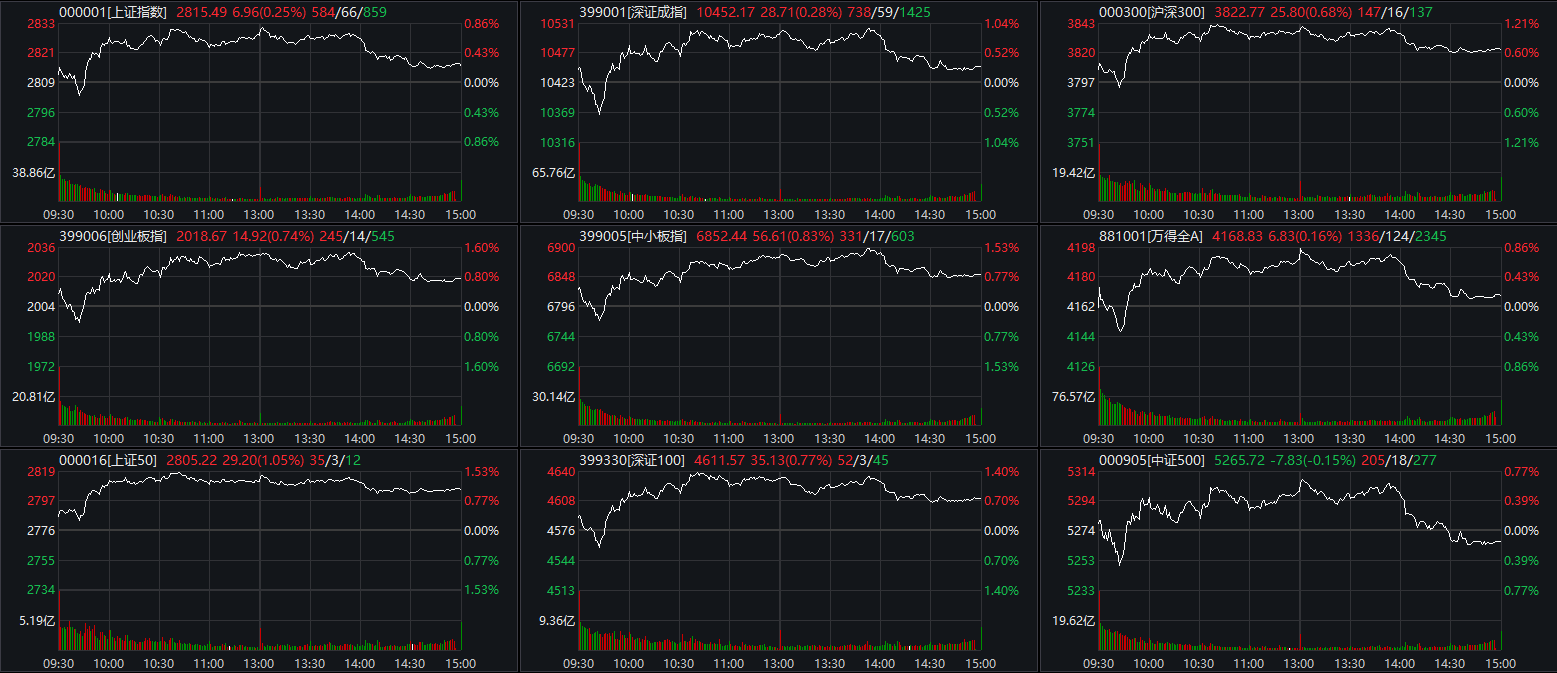 000001[上证指数] 2815.49 6.96(0.25%) 584/66/859
2833 0.86%
2821 0.43%
2809 0.00%
2796 0.43%
2784 0.86%
38.86亿
09:30 10:00 10:30 11:00 13:00 13:30 14:00 14:30 15:00
399001[深证成指] 10452.17 28.71(0.28%) 738/59/1425
10531 1.04%
10477 0.52%
10423 0.00%
10369 0.52%
10316 1.04%
65.76亿
09:30 10:00 10:30 11:00 13:00 13:30 14:00 14:30 15:00
000300[沪深300] 3822.77 25.80(0.68%) 147/16/137
3843 1.21%
3820 0.60%
3797 0.00%
3774 0.60%
3751 1.21%
19.42亿
09:30 10:00 10:30 11:00 13:00 13:30 14:00 14:30 15:00
399006[创业板指] 2018.67 14.92(0.74%) 245/14/545
2036 1.60%
2020 0.80%
2004 0.00%
1988 0.80%
1972 1.60%
20.81亿
09:30 10:00 10:30 11:00 13:00 13:30 14:00 14:30 15:00
399005[中小板指] 6852.44 56.61(0.83%) 331/17/603
6900 1.53%
6848 0.77%
6796 0.00%
6744 0.77%
6692 1.53%
30.14亿
09:30 10:00 10:30 11:00 13:00 13:30 14:00 14:30 15:00
881001[万得全A] 4168.83 6.83(0.16%) 1336/124/2345
4198 0.86%
4180 0.43%
4162 0.00%
4144 0.43%
4126 0.86%
76.57亿
09:30 10:00 10:30 11:00 13:00 13:30 14:00 14:30 15:00
000016[上证50] 2805.22 29.20(1.05%) 35/3/12
2819 1.53%
2797 0.77%
2776 0.00%
2755 0.77%
2734 1.53%
5.19亿
09:30 10:00 10:30 11:00 13:00 13:30 14:00 14:30 15:00
399330[深证100] 4611.57 35.13(0.77%) 52/3/45
4640 1.40%
4608 0.70%
4576 0.00%
4544 0.70%
4513 1.40%
9.36亿
09:30 10:00 10:30 11:00 13:00 13:30 14:00 14:30 15:00
000905[中证500] 5265.72 -7.83(-0.15%) 205/18/277
5314 0.77%
5294 0.39%
5274 0.00%
5253 0.39%
5233 0.77%
19.62亿
09:30 10:00 10:30 11:00 13:00 13:30 14:00 14:30 15:00